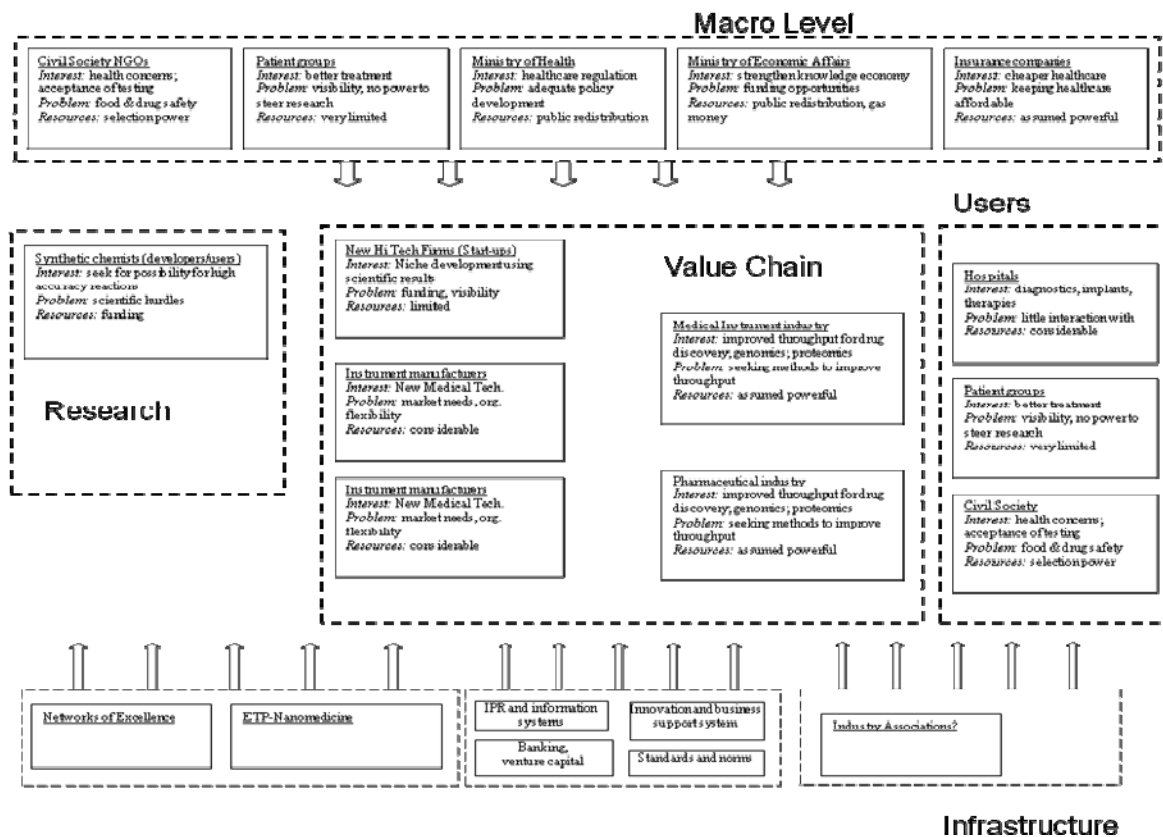 Macro Level
Civil Society NGOs
Interest: health concerns;
acceptance of testing
Problem: food & drug safety
Resources: selection power
Patient groups
Interest: better treatment
Problem: visibility, no power to
steer research
Resources: very limited
Ministry of Health
Interest: healthcare regulation
Problem: adequate policy
development
Resources: public redistribution
Ministry of Economic Affairs
Interest: strengthen knowledge economy
Problem: funding opportunities
Resources: public redistribution, gas
money
Insurance companies
Interest: cheaper healthcare
Problem: keeping healthcare
affordable
Resources: assumed powerful
Synthetic chemists (developers/users)
Interest: seek for possibility for high
accuracy reactions
Problem: scientific hurdles
Resources: funding
Research
Value Chain
New Hi Tech Firms (Start-ups)
Interest: Niche development using
scientific results
Problem: funding, visibility
Resources: limited
Instrument manufacturers
Interest: New Medical Tech.
Problem: market needs, org.
flexibility
Resources: considerable
Instrument manufacturers
Interest: New Medical Tech.
Problem: market needs, org.
flexibility
Resources: considerable
Medical Instrument industry
Interest: improved throughput for drug
discovery, genomics; proteomics
Problem: seeking methods to improve
throughput
Resources: assumed powerful
Pharmaceutical industry
Interest: improved throughput for drug
discovery, genomics; proteomics
Problem: seeking methods to improve
throughput
Resources: assumed powerful
Users
Hospitals
Interest: diagnostics, implants,
therapies
Problem: little interaction with
Resources: considerable
Patient groups
Interest: better treatment
Problem: visibility, no power to
steer research
Resources: very limited
Civil Society
Interest: health concerns;
acceptance of testing
Problem: food & drug safety
Resources: selection power
Networks of Excellence
ETP-Nanomedicine
IPR and information
systems
Innovation and business
support system
Banking,
venture capital
Standards and norms
Industry Associations?
Infrastructure